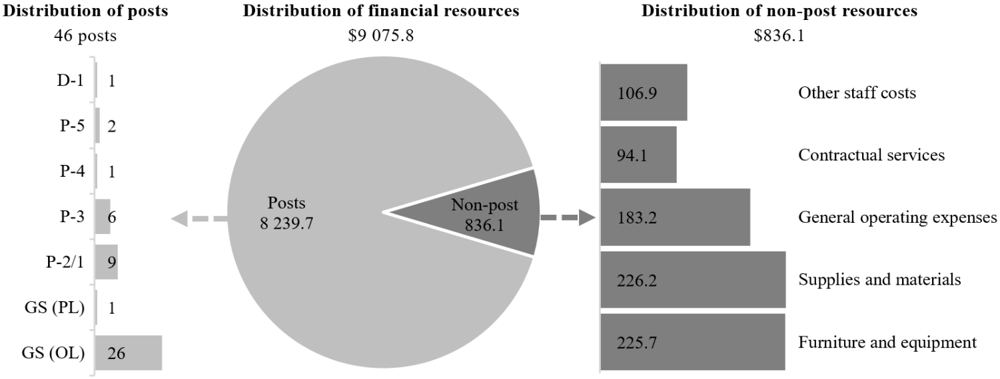 Distribution of posts
46 posts
D-1 1
P-5 2
P-4 1
P-3 6
P-2/1 9
GS (PL) 1
GS (OL) 26
Distribution of financial resources
$9 075.8
Posts
8 239.7
Non-post
836.1
Distribution of non-post resources
$836.1
106.9 Other staff costs
94.1 Contractual services
183.2 General operating expenses
226.2 Supplies and materials
225.7 Furniture and equipment